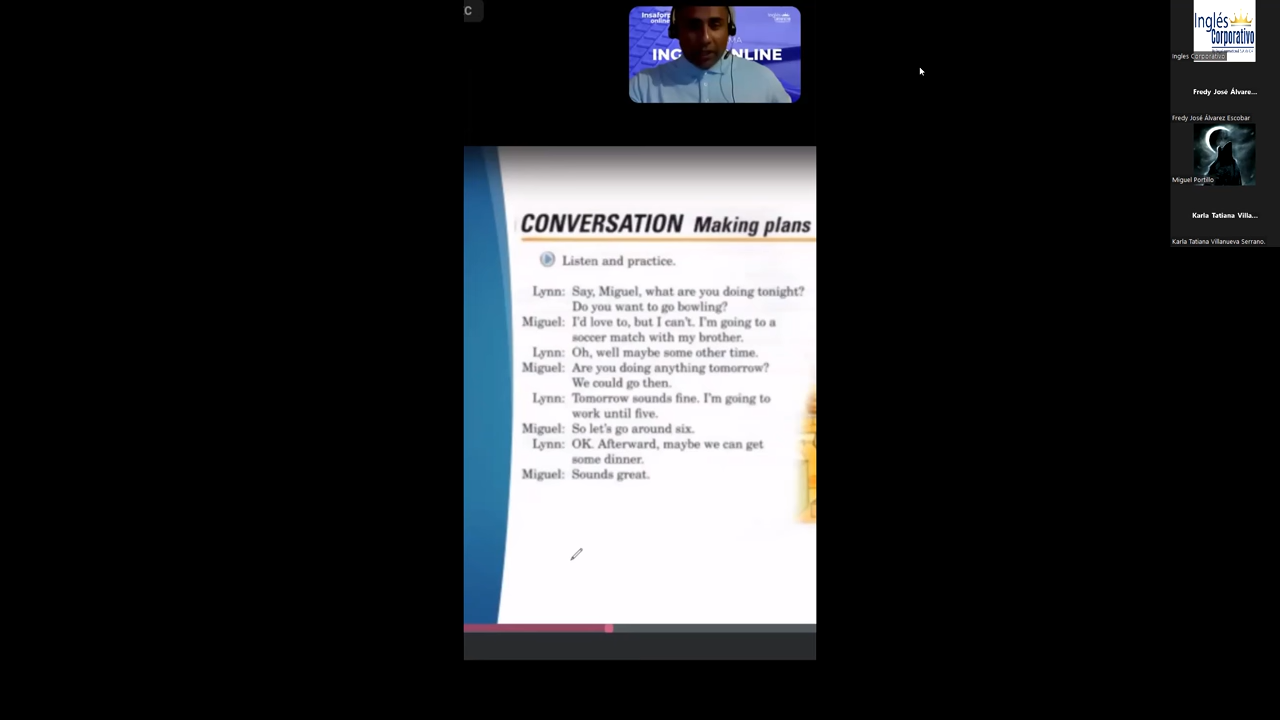 C
Insaforp
online
INGLÉS ONLINE
CONVERSATION Making plans
Listen and practice.
Lynn: Say, Miguel, what are you doing tonight?
Do you want to go bowling?
Miguel: I'd love to, but I can't. I'm going to a
soccer match with my brother.
Lynn: Oh, well maybe some other time.
Miguel: Are you doing anything tomorrow?
We could go then.
Lynn: Tomorrow sounds fine. I'm going to
work until five.
Miguel: So let's go around six.
Lynn: OK. Afterward, maybe we can get
some dinner.
Miguel: Sounds great.
Inglés
Corporativo
Ingles Corporativo
Fredy José Álvare...
Fredy José Álvarez Escobar
Miguel Portillo
Karla Tatiana Villa...
Karla Tatiana Villanueva Serrano.